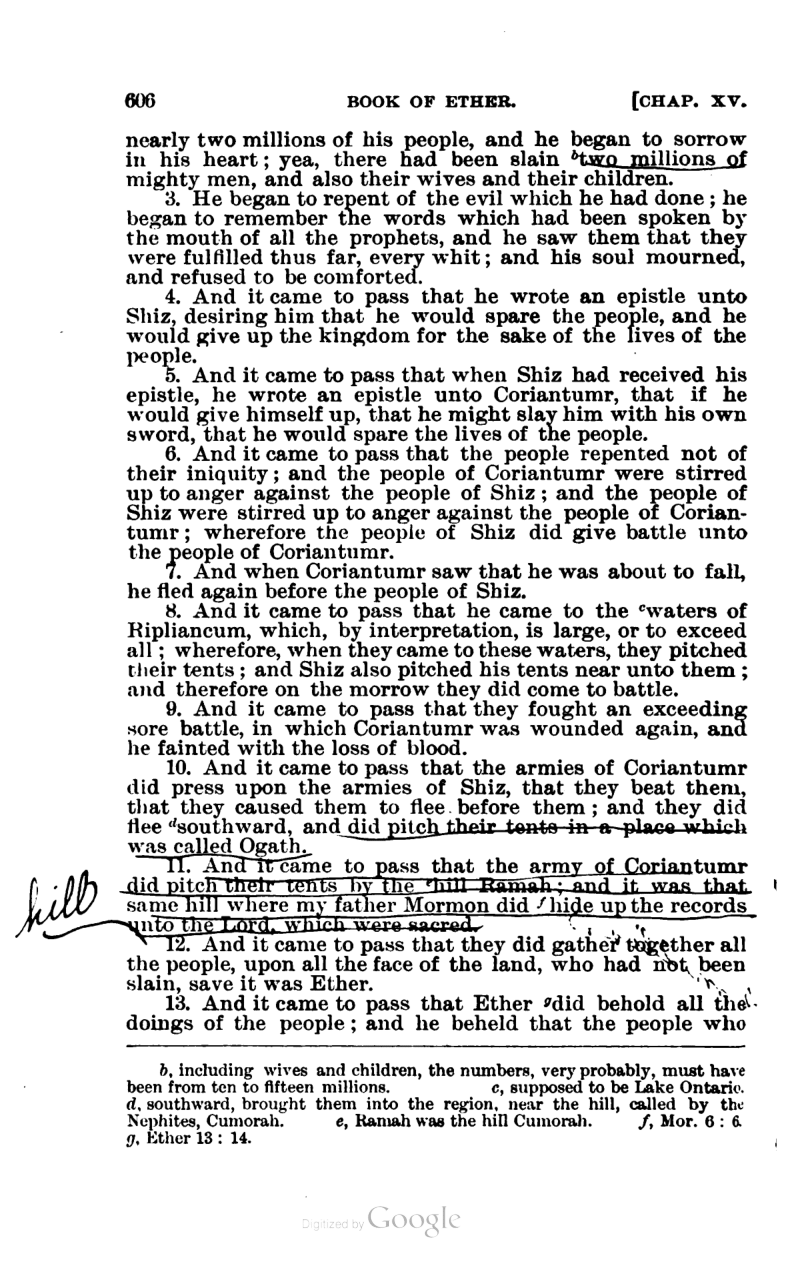 606 BOOK OF ETHER. [CHAP. XV.
nearly two millions of his people, and he began to sorrow
in his heart; yea, there had been slain ᵇtwo millions of
mighty men, and also their wives and their children.
3. He began to repent of the evil which he had done; he
began to remember the words which had been spoken by
the mouth of all the prophets, and he saw them that they
were fulfilled thus far, every whit; and his soul mourned,
and refused to be comforted.
4. And it came to pass that he wrote an epistle unto
Shiz, desiring him that he would spare the people, and he
would give up the kingdom for the sake of the lives of the
people.
5. And it came to pass that when Shiz had received his
epistle, he wrote an epistle unto Coriantumr, that if he
would give himself up, that he might slay him with his own
sword, that he would spare the lives of the people.
6. And it came to pass that the people repented not of
their iniquity; and the people of Coriantumr were stirred
up to anger against the people of Shiz; and the people of
Shiz were stirred up to anger against the people of Corian-
tumr; wherefore the people of Shiz did give battle unto
the people of Coriantumr.
7. And when Coriantumr saw that he was about to fall,
he fled again before the people of Shiz.
8. And it came to pass that he came to the ᶜwaters of
Ripliancum, which, by interpretation, is large, or to exceed
all; wherefore, when they came to these waters, they pitched
their tents; and Shiz also pitched his tents near unto them;
and therefore on the morrow they did come to battle.
9. And it came to pass that they fought an exceeding
sore battle, in which Coriantumr was wounded again, and
he fainted with the loss of blood.
10. And it came to pass that the armies of Coriantumr
did press upon the armies of Shiz, that they beat them,
that they caused them to flee before them; and they did
flee ᵈsouthward, and did pitch their tents in a place which
was called Ogath.
11. And it came to pass that the army of Coriantumr
hill did pitch their tents by the ᵉhill Ramah; and it was that
same hill where my father Mormon did ᶠhide up the records
unto the Lord, which were sacred.
12. And it came to pass that they did gather together all
the people, upon all the face of the land, who had not been
slain, save it was Ether.
13. And it came to pass that Ether ᵍdid behold all the
doings of the people; and he beheld that the people who
b, including wives and children, the numbers, very probably, must have
been from ten to fifteen millions. c, supposed to be Lake Ontario.
d, southward, brought them into the region, near the hill, called by the
Nephites, Cumorah. e, Ramah was the hill Cumorah. f, Mor. 6 : 6.
g, Ether 13 : 14.
Digitized by Google